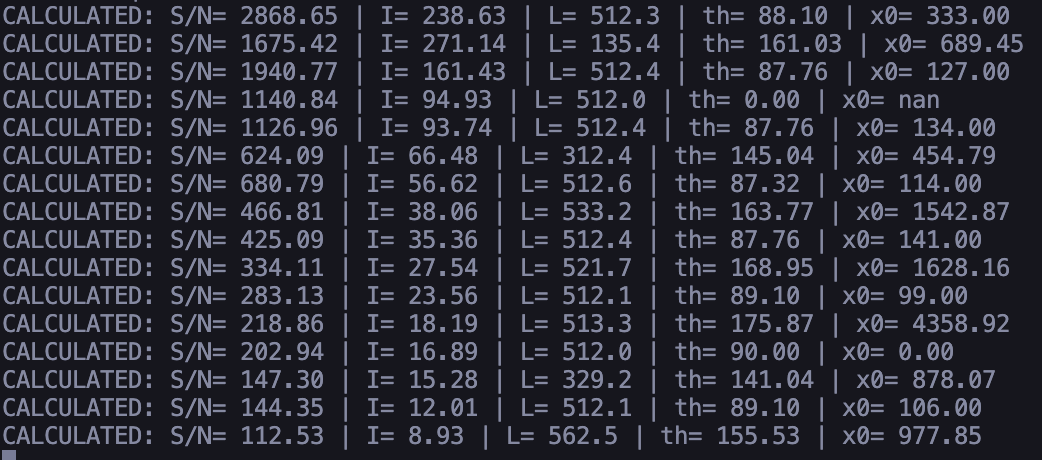 CALCULATED: S/N= 2868.65 | I= 238.63 | L= 512.3 | th= 88.10 | x0= 333.00
CALCULATED: S/N= 1675.42 | I= 271.14 | L= 135.4 | th= 161.03 | x0= 689.45
CALCULATED: S/N= 1940.77 | I= 161.43 | L= 512.4 | th= 87.76 | x0= 127.00
CALCULATED: S/N= 1140.84 | I= 94.93 | L= 512.0 | th= 0.00 | x0= nan
CALCULATED: S/N= 1126.96 | I= 93.74 | L= 512.4 | th= 87.76 | x0= 134.00
CALCULATED: S/N= 624.09 | I= 66.48 | L= 312.4 | th= 145.04 | x0= 454.79
CALCULATED: S/N= 680.79 | I= 56.62 | L= 512.6 | th= 87.32 | x0= 114.00
CALCULATED: S/N= 466.81 | I= 38.06 | L= 533.2 | th= 163.77 | x0= 1542.87
CALCULATED: S/N= 425.09 | I= 35.36 | L= 512.4 | th= 87.76 | x0= 141.00
CALCULATED: S/N= 334.11 | I= 27.54 | L= 521.7 | th= 168.95 | x0= 1628.16
CALCULATED: S/N= 283.13 | I= 23.56 | L= 512.1 | th= 89.10 | x0= 99.00
CALCULATED: S/N= 218.86 | I= 18.19 | L= 513.3 | th= 175.87 | x0= 4358.92
CALCULATED: S/N= 202.94 | I= 16.89 | L= 512.0 | th= 90.00 | x0= 0.00
CALCULATED: S/N= 147.30 | I= 15.28 | L= 329.2 | th= 141.04 | x0= 878.07
CALCULATED: S/N= 144.35 | I= 12.01 | L= 512.1 | th= 89.10 | x0= 106.00
CALCULATED: S/N= 112.53 | I= 8.93 | L= 562.5 | th= 155.53 | x0= 977.85